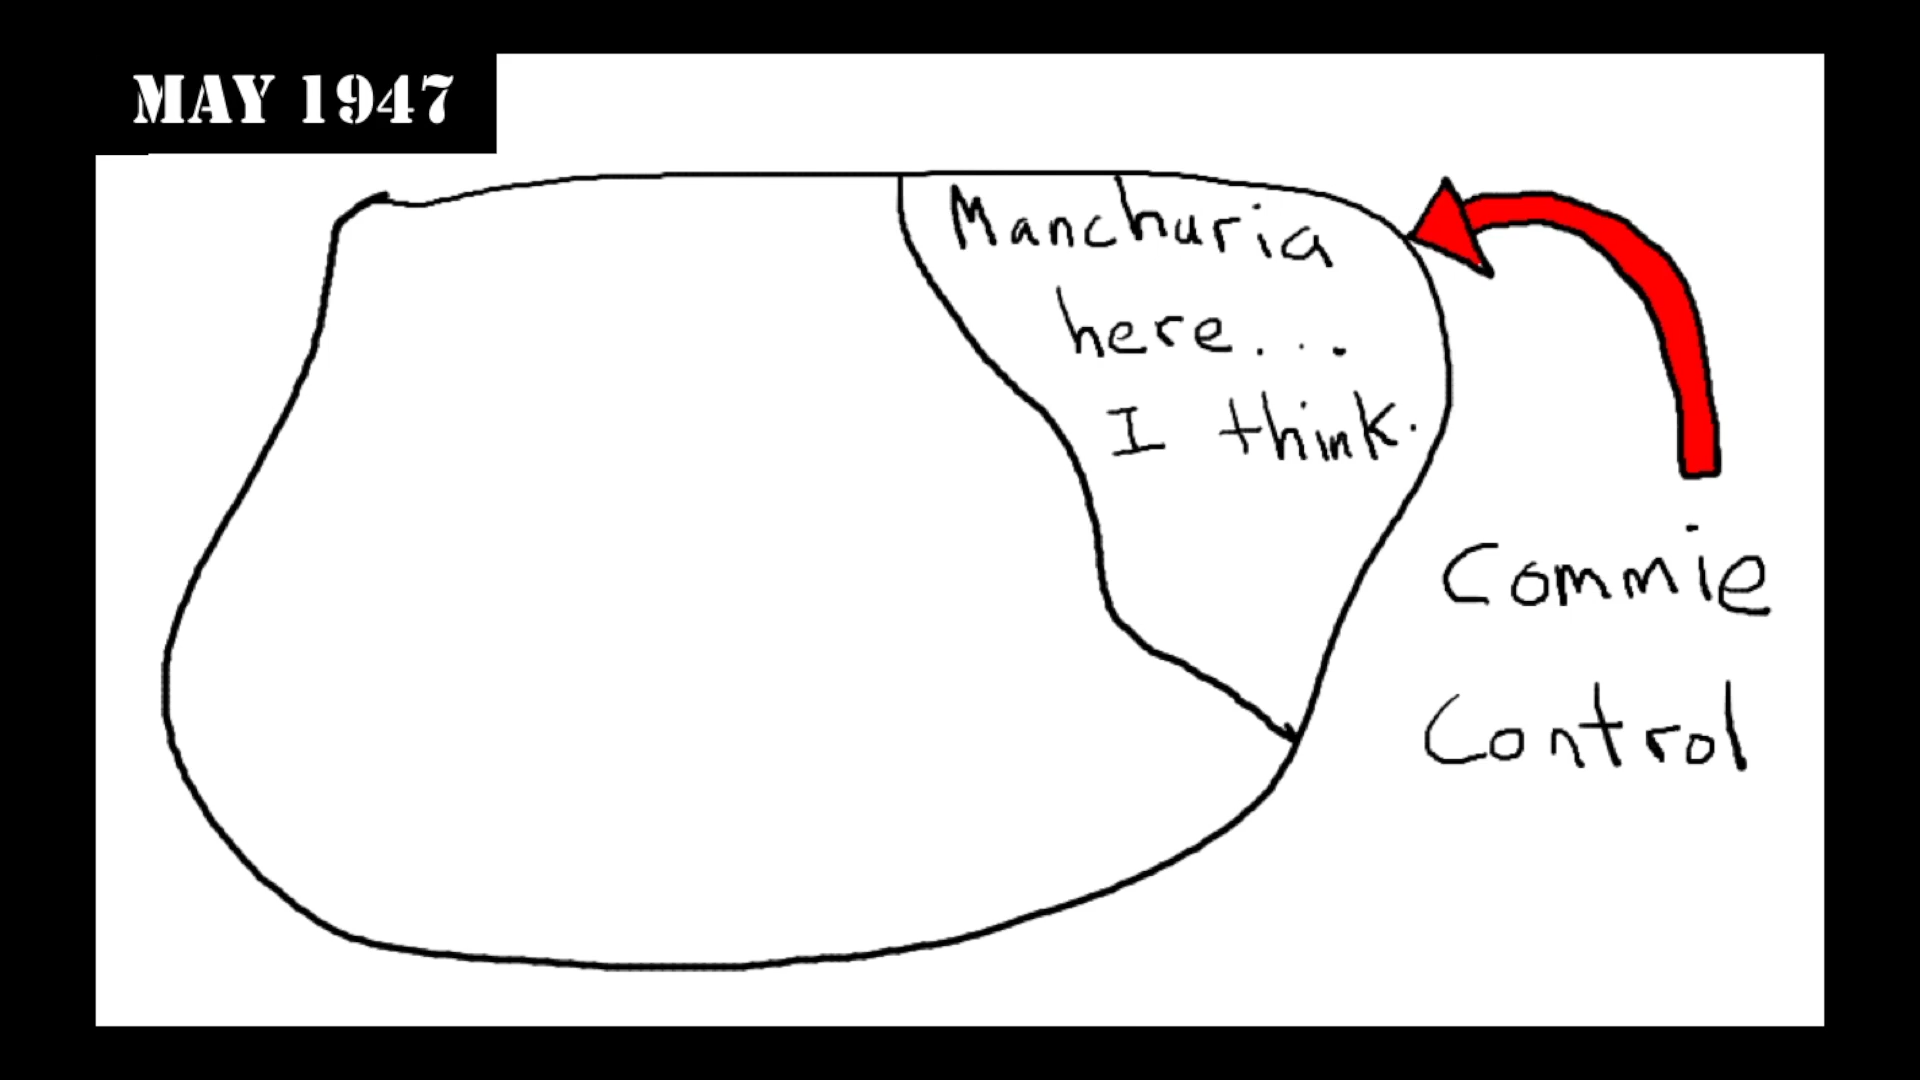 MAY 1947
Manchuria
here...
I think.
Commie
Control